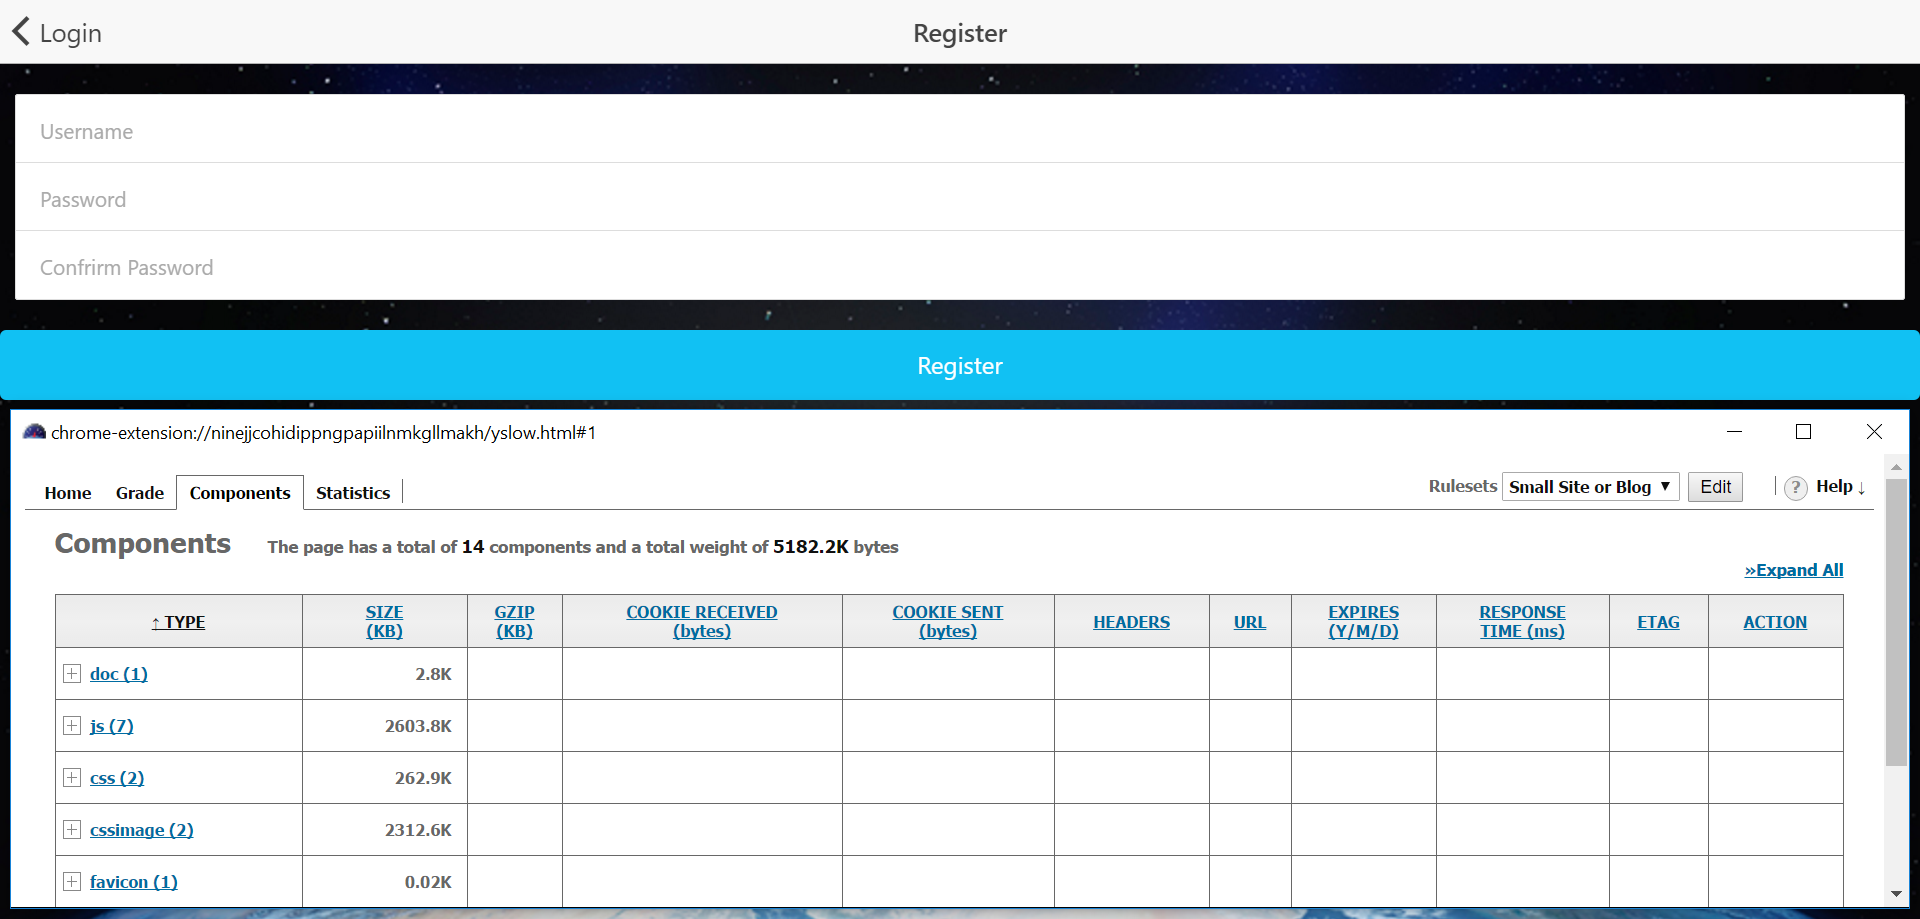 Login
Register
Username
Password
Confrirm Password
Register
chrome-extension://ninejjcohidippngpapiilnmkgllmakh/yslow.html#1
Home Grade Components Statistics Rulesets Small Site or Blog ▼ Edit ? Help ↓
Components The page has a total of 14 components and a total weight of 5182.2K bytes
»Expand All
↑ TYPE SIZE (KB) GZIP (KB) COOKIE RECEIVED (bytes) COOKIE SENT (bytes) HEADERS URL EXPIRES (Y/M/D) RESPONSE TIME (ms) ETAG ACTION
doc (1) 2.8K
js (7) 2603.8K
css (2) 262.9K
cssimage (2) 2312.6K
favicon (1) 0.02K